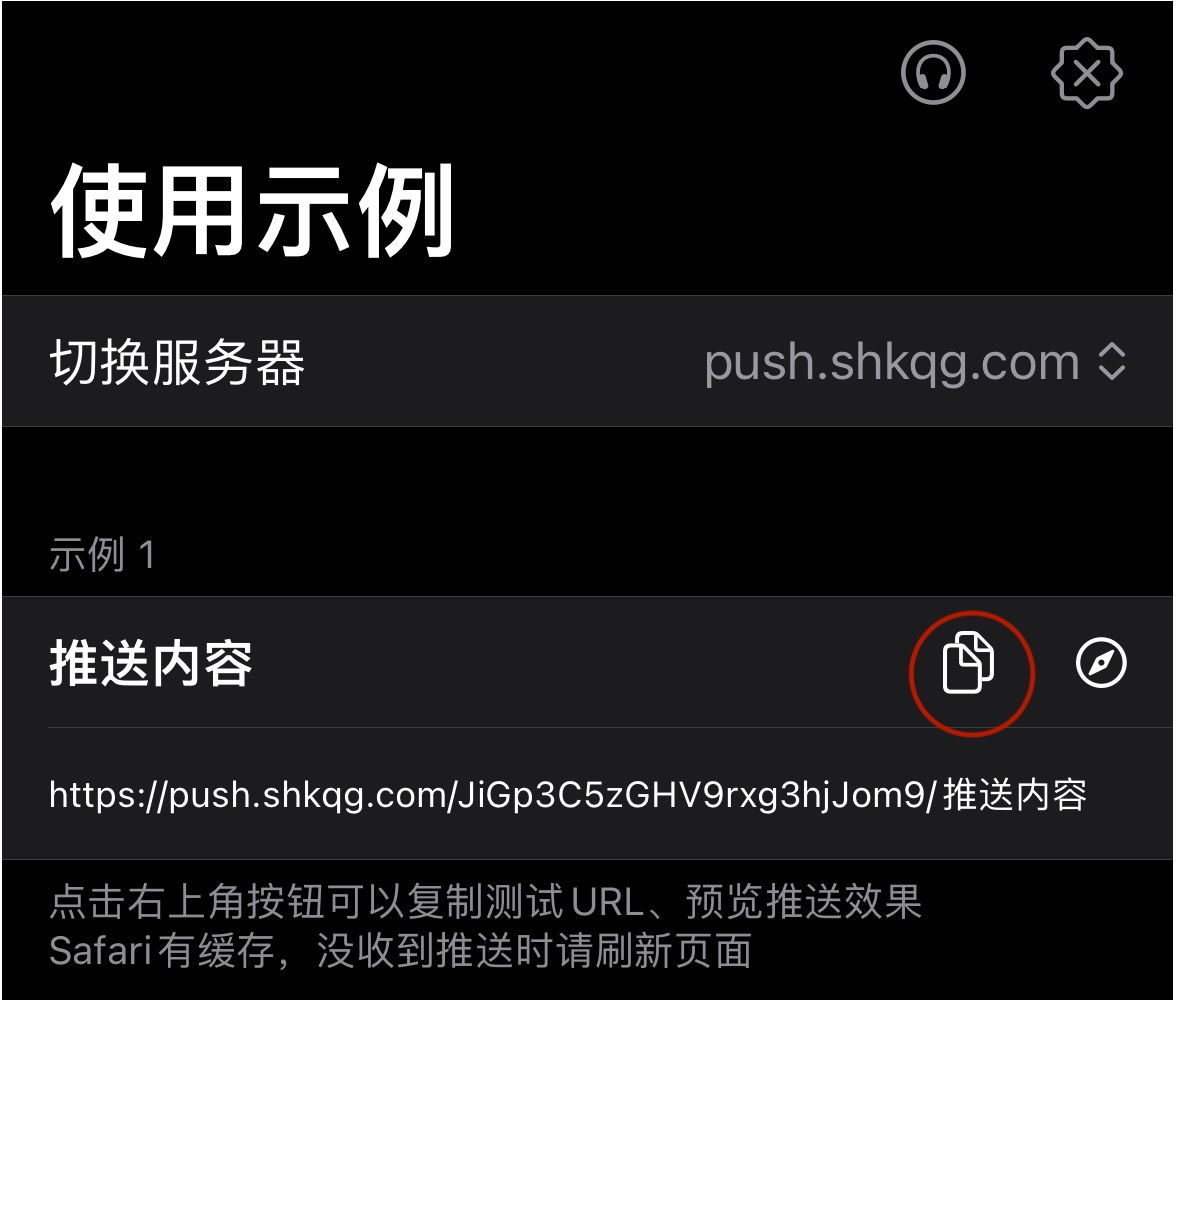 使用示例
切换服务器 push.shkqg.com
示例 1
推送内容
https://push.shkqg.com/JiGp3C5zGHV9rxg3hjJom9/推送内容
点击右上角按钮可以复制测试URL、预览推送效果
Safari有缓存，没收到推送时请刷新页面